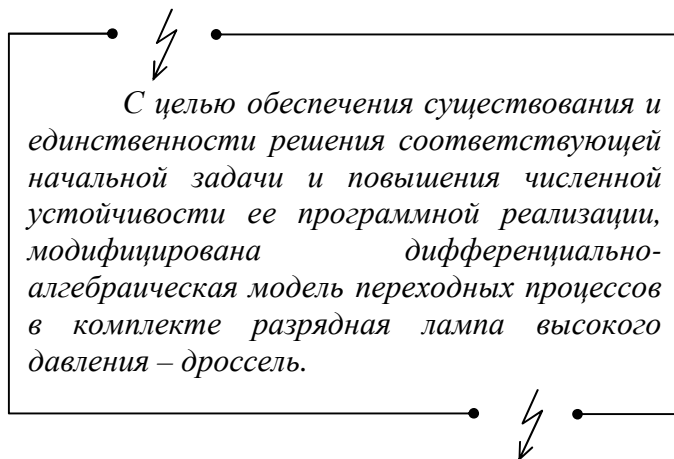 С целью обеспечения существования и
единственности решения соответствующей
начальной задачи и повышения численной
устойчивости ее программной реализации,
модифицирована дифференциально-
алгебраическая модель переходных процессов
в комплекте разрядная лампа высокого
давления – дроссель.